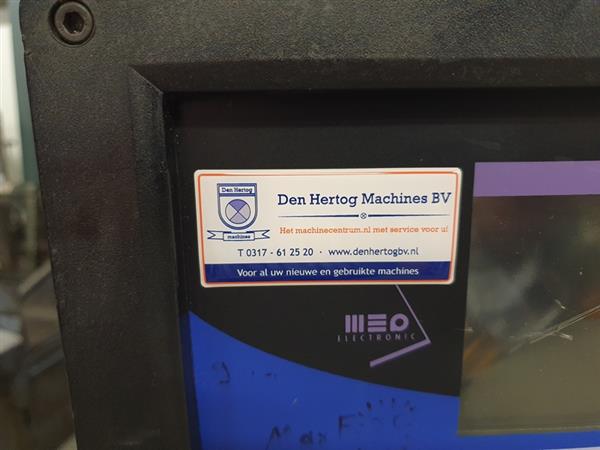 Den Hertog
machines
Den Hertog Machines BV
Het machinecentrum.nl met service voor u!
T 0317 - 61 25 20 · www.denhertogbv.nl
Voor al uw nieuwe en gebruikte machines
ELECTRONIC
Max